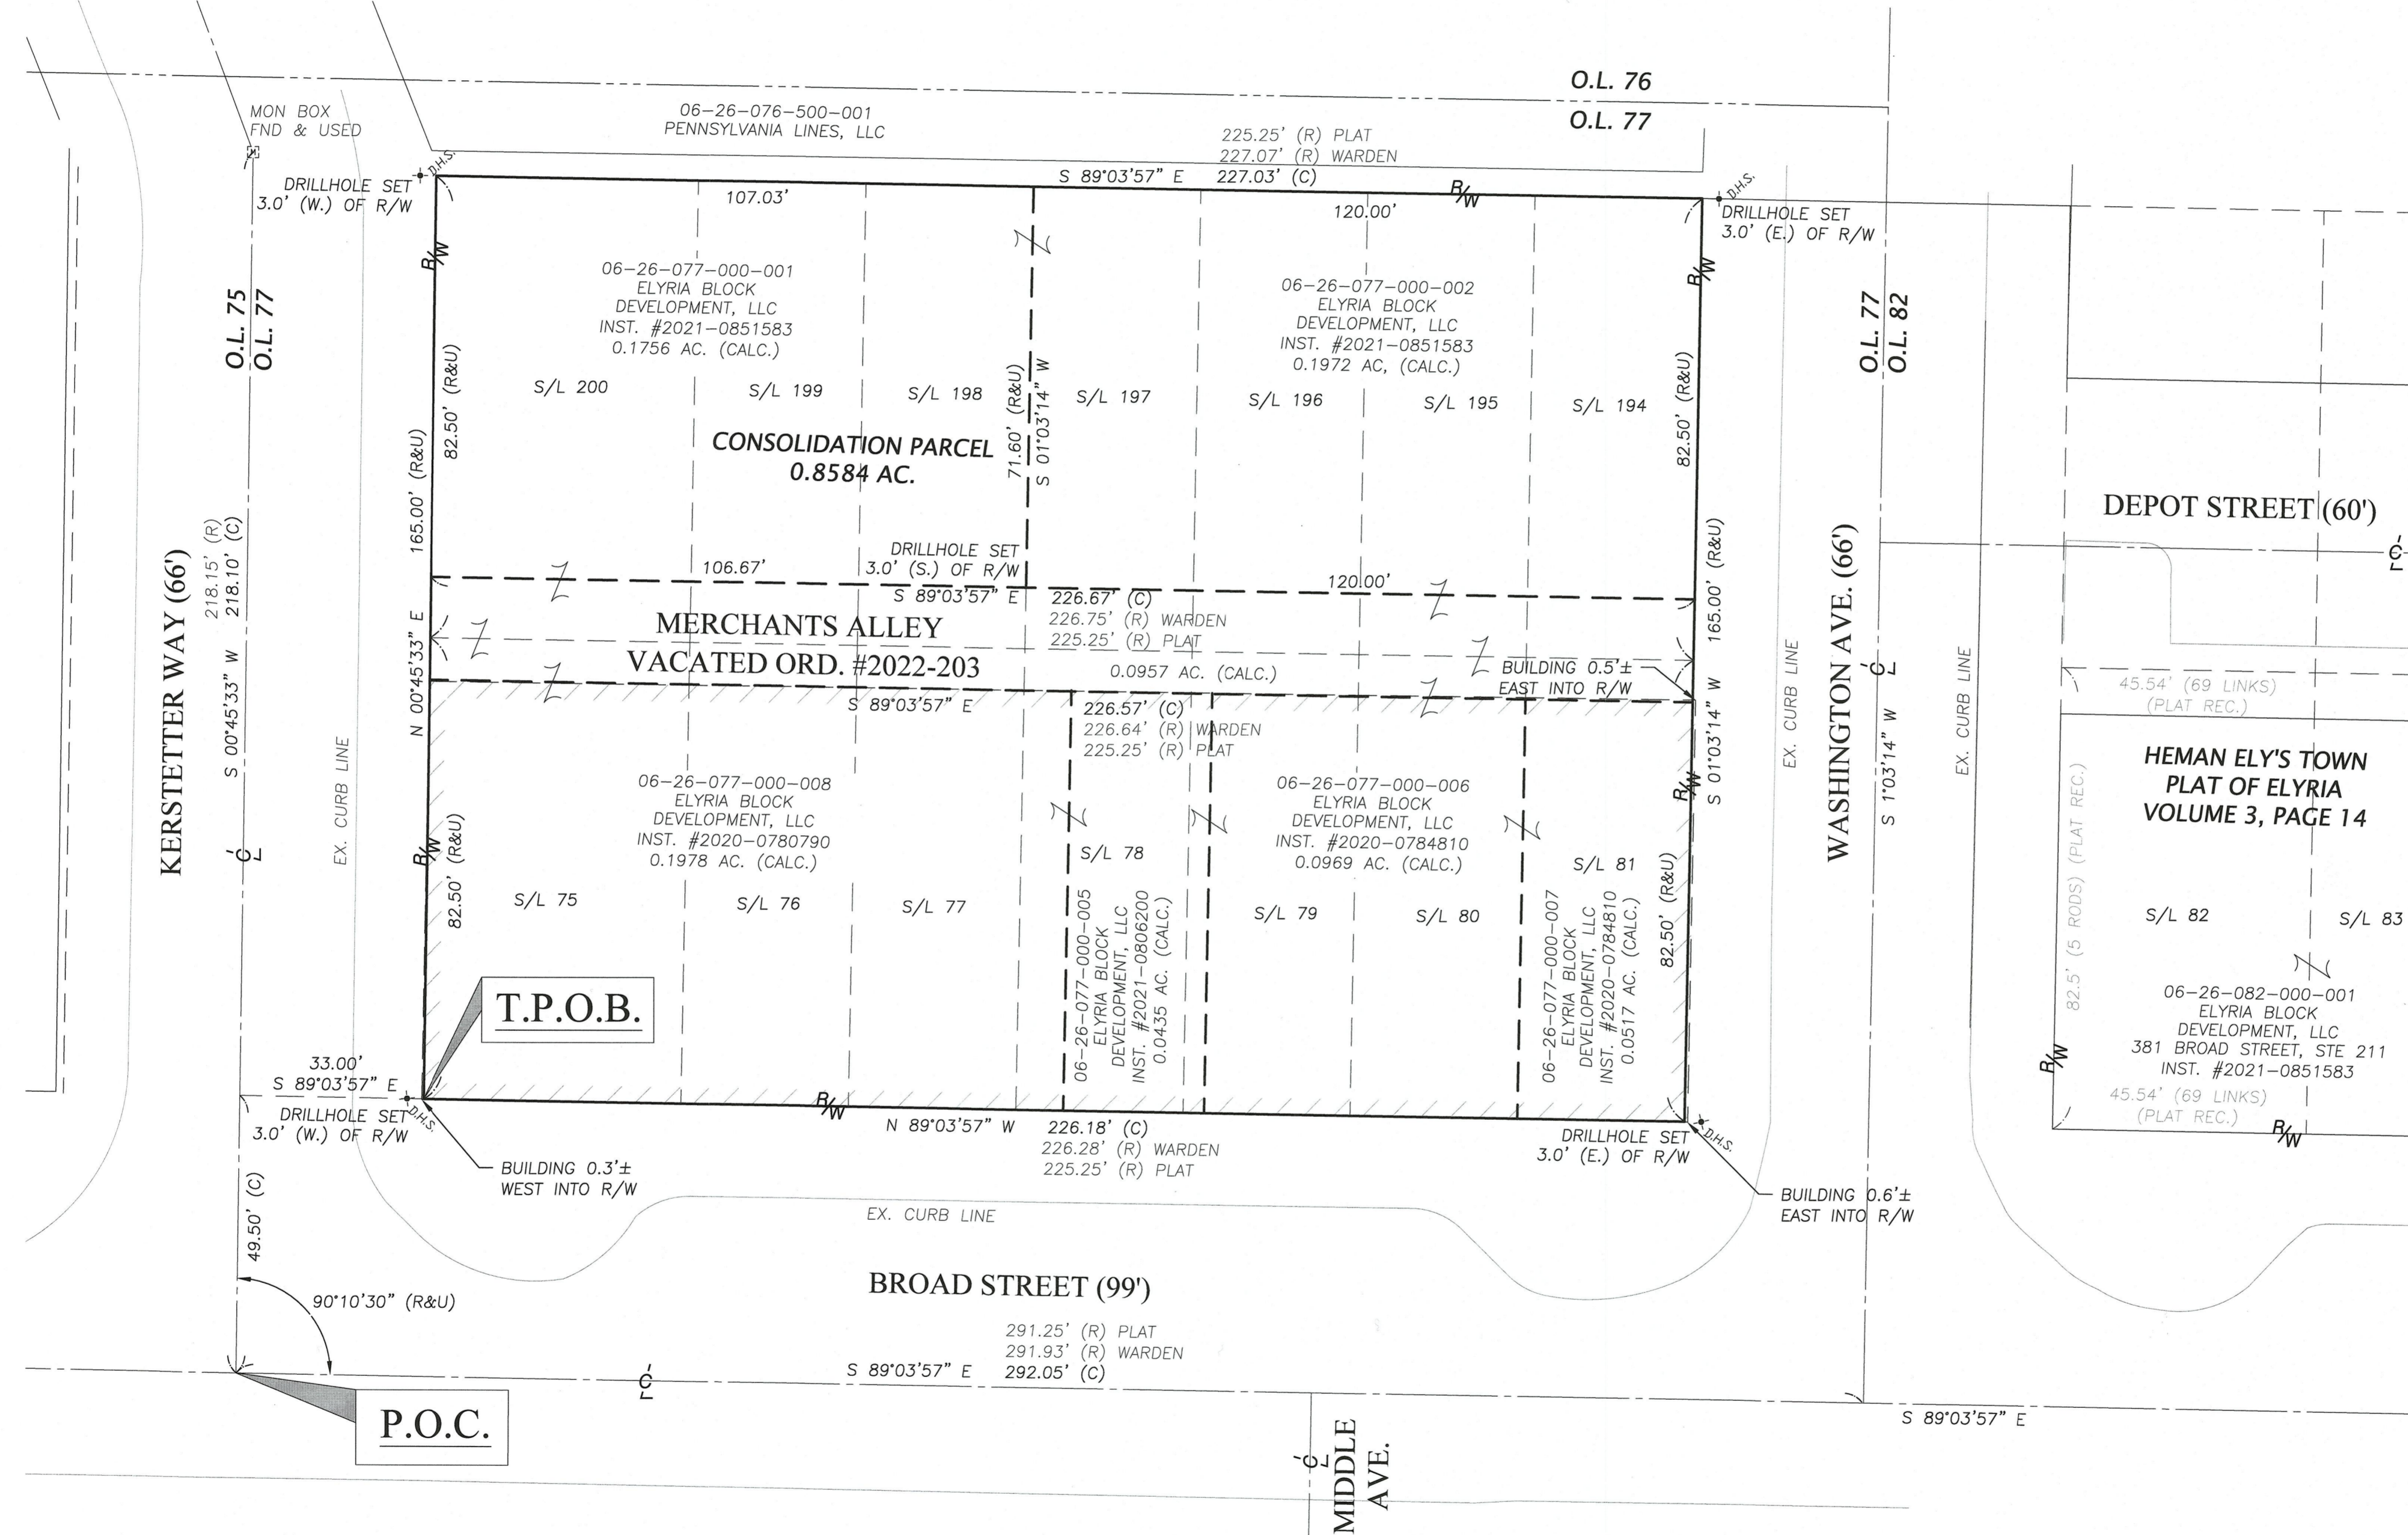 O.L. 76
O.L. 77
MON BOX
FND & USED
06-26-076-500-001
PENNSYLVANIA LINES, LLC
225.25' (R) PLAT
227.07' (R) WARDEN
S 89°03'57" E 227.03' (C)
D.H.S.
DRILLHOLE SET
3.0' (W.) OF R/W
107.03'
120.00'
R/W
D.H.S.
DRILLHOLE SET
3.0' (E.) OF R/W
R/W
R/W
O.L. 75
O.L. 77
O.L. 77
O.L. 82
06-26-077-000-001
ELYRIA BLOCK
DEVELOPMENT, LLC
INST. #2021-0851583
0.1756 AC. (CALC.)
06-26-077-000-002
ELYRIA BLOCK
DEVELOPMENT, LLC
INST. #2021-0851583
0.1972 AC, (CALC.)
82.50' (R&U)
165.00' (R&U)
71.60' (R&U)
S 01°03'14" W
82.50' (R&U)
165.00' (R&U)
S/L 200
S/L 199
S/L 198
S/L 197
S/L 196
S/L 195
S/L 194
CONSOLIDATION PARCEL
0.8584 AC.
DEPOT STREET (60')
CL
KERSTETTER WAY (66')
218.15' (R)
S 00°45'33" W 218.10' (C)
CL
EX. CURB LINE
N 00°45'33" E
DRILLHOLE SET
3.0' (S.) OF R/W
106.67'
120.00'
S 89°03'57" E 226.67' (C)
226.75' (R) WARDEN
225.25' (R) PLAT
MERCHANTS ALLEY
VACATED ORD. #2022-203
0.0957 AC. (CALC.)
BUILDING 0.5'±
EAST INTO R/W
S 89°03'57" E 226.57' (C)
226.64' (R) WARDEN
225.25' (R) PLAT
S 01°03'14" W
R/W
EX. CURB LINE
WASHINGTON AVE. (66')
CL
S 1°03'14" W
EX. CURB LINE
45.54' (69 LINKS)
(PLAT REC.)
HEMAN ELY'S TOWN
PLAT OF ELYRIA
VOLUME 3, PAGE 14
82.5' (5 RODS) (PLAT REC.)
06-26-077-000-008
ELYRIA BLOCK
DEVELOPMENT, LLC
INST. #2020-0780790
0.1978 AC. (CALC.)
06-26-077-000-006
ELYRIA BLOCK
DEVELOPMENT, LLC
INST. #2020-0784810
0.0969 AC. (CALC.)
R/W
82.50' (R&U)
82.50' (R&U)
S/L 75
S/L 76
S/L 77
S/L 78
S/L 79
S/L 80
S/L 81
S/L 82
S/L 83
06-26-077-000-005
ELYRIA BLOCK
DEVELOPMENT, LLC
INST. #2021-0806200
0.0435 AC. (CALC.)
06-26-077-000-007
ELYRIA BLOCK
DEVELOPMENT, LLC
INST. #2020-0784810
0.0517 AC. (CALC.)
06-26-082-000-001
ELYRIA BLOCK
DEVELOPMENT, LLC
381 BROAD STREET, STE 211
INST. #2021-0851583
45.54' (69 LINKS)
(PLAT REC.)
R/W
R/W
T.P.O.B.
33.00'
S 89°03'57" E
DRILLHOLE SET
3.0' (W.) OF R/W
D.H.S.
R/W
N 89°03'57" W 226.18' (C)
226.28' (R) WARDEN
225.25' (R) PLAT
DRILLHOLE SET
3.0' (E.) OF R/W
D.H.S.
BUILDING 0.3'±
WEST INTO R/W
BUILDING 0.6'±
EAST INTO R/W
49.50' (C)
EX. CURB LINE
90°10'30" (R&U)
BROAD STREET (99')
291.25' (R) PLAT
291.93' (R) WARDEN
S 89°03'57" E 292.05' (C)
CL
P.O.C.
S 89°03'57" E
CL
MIDDLE
AVE.